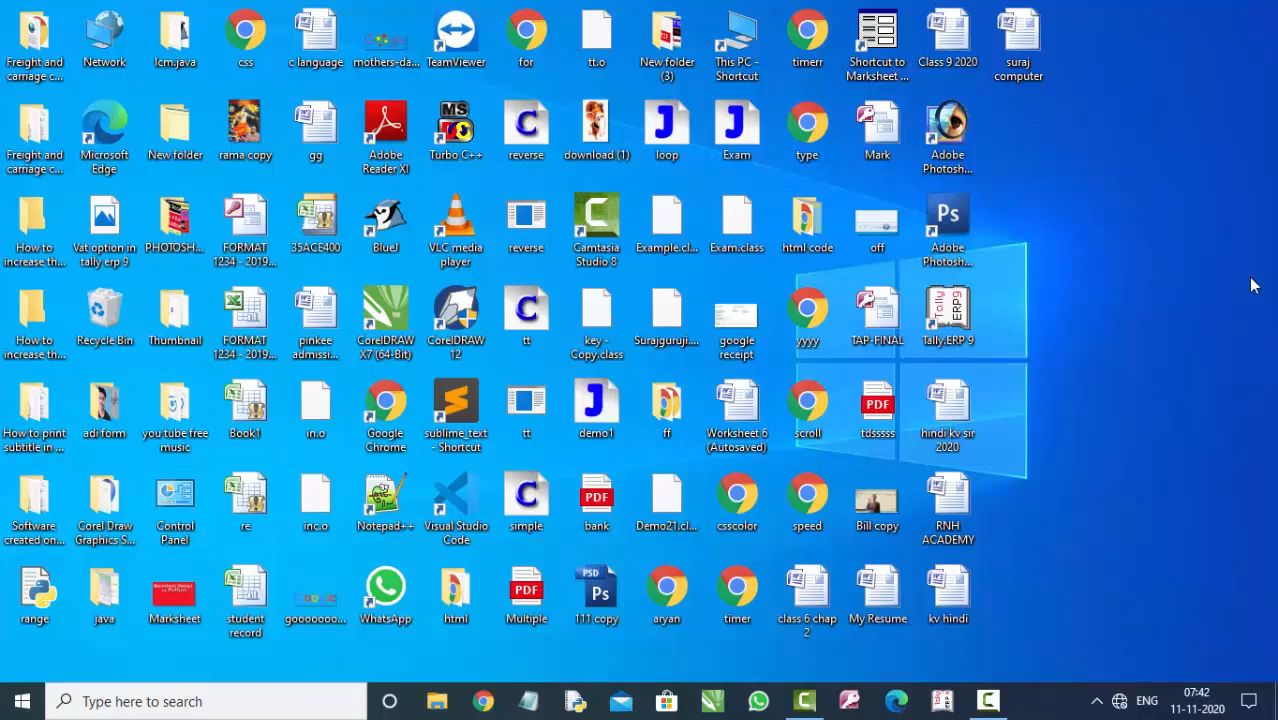 Freight and carriage c...
Network
lcm.java
css
c language
mothers-da...
TeamViewer
for
tt.o
New folder (3)
This PC - Shortcut
timerr
Shortcut to Marksheet ...
Class 9 2020
suraj computer
Freight and carriage c...
Microsoft Edge
New folder
rama copy
gg
Adobe Reader XI
Turbo C++
reverse
download (1)
loop
Exam
type
Mark
Adobe Photosh...
How to increase th...
Vat option in tally erp 9
PHOTOSH...
FORMAT 1234 - 2019...
35ACE400
BlueJ
VLC media player
reverse
Camtasia Studio 8
Example.cl...
Exam.class
html code
off
Adobe Photosh...
How to increase th...
Recycle Bin
Thumbnail
FORMAT 1234 - 2019...
pinkee admissi...
CorelDRAW X7 (64-Bit)
CorelDRAW 12
tt
key - Copy.class
Surajguruji....
google receipt
yyyy
TAP-FINAL
Tally.ERP 9
How to print subtitle in ...
adi form
you tube free music
Book1
in.o
Google Chrome
sublime_text - Shortcut
tt
demo1
ff
Worksheet 6 (Autosaved)
scroll
tdsssss
hindi kv sir 2020
Software created on...
Corel Draw Graphics S...
Control Panel
re
inc.o
Notepad++
Visual Studio Code
simple
bank
Demo21.cl...
csscolor
speed
Bill copy
RNH ACADEMY
range
java
Marksheet
student record
gooooooo...
WhatsApp
html
Multiple
111 copy
aryan
timer
class 6 chap 2
My Resume
kv hindi
Type here to search
ENG
07:42
11-11-2020